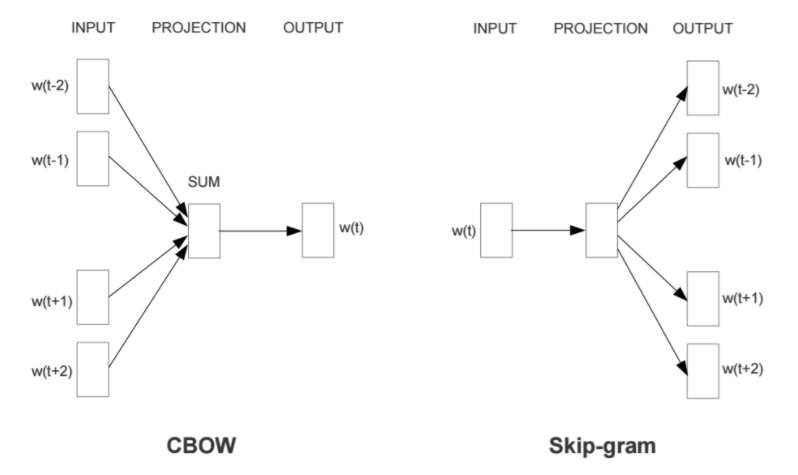 INPUT PROJECTION OUTPUT
w(t-2)
w(t-1)
SUM
w(t)
w(t+1)
w(t+2)
CBOW
INPUT PROJECTION OUTPUT
w(t-2)
w(t-1)
w(t)
w(t+1)
w(t+2)
Skip-gram